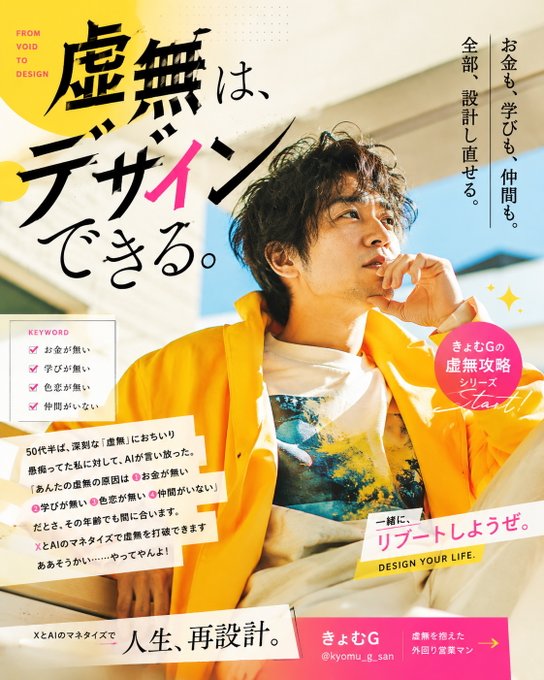 FROM
VOID
TO
DESIGN
虚無は、
デザイン
できる。
お金も、学びも、仲間も。
全部、設計し直せる。
KEYWORD
お金が無い
学びが無い
色恋が無い
仲間がいない
きょむGの
虚無攻略
シリーズ
Start!
50代半ば、深刻な「虚無」におちいり
愚痴ってた私に対して、AIが言い放った。
「あんたの虚無の原因は ①お金が無い
②学びが無い ③色恋が無い ④仲間がいない」
だとさ、その年齢でも間に合います。
XとAIのマネタイズで虚無を打破できます
ああそうかい……やってやんよ!
一緒に、
リブートしようぜ。
DESIGN YOUR LIFE.
XとAIのマネタイズで
人生、再設計。
きょむG
@kyomu_g_san
虚無を抱えた
外回り営業マン